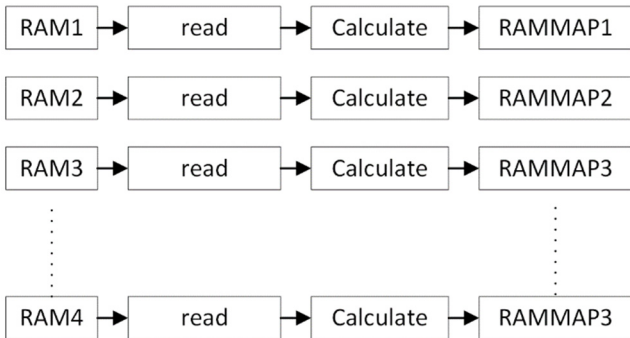 RAM1 read Calculate RAMMAP1
RAM2 read Calculate RAMMAP2
RAM3 read Calculate RAMMAP3
RAM4 read Calculate RAMMAP3